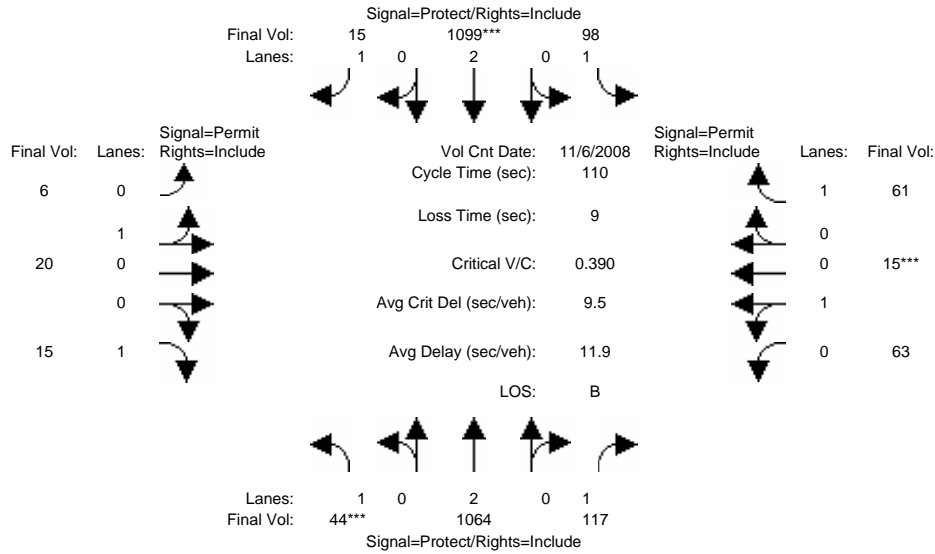 Signal=Protect/Rights=Include
Final Vol: 15 1099*** 98
Lanes: 1 0 2 0 1
Signal=Permit Signal=Permit
Final Vol: Lanes: Rights=Include Vol Cnt Date: 11/6/2008 Rights=Include Lanes: Final Vol:
Cycle Time (sec): 110
6 0 1 61
Loss Time (sec): 9
1 0
20 0 Critical V/C: 0.390 0 15***
0 Avg Crit Del (sec/veh): 9.5 1
15 1 Avg Delay (sec/veh): 11.9 0 63
LOS: B
Lanes: 1 0 2 0 1
Final Vol: 44*** 1064 117
Signal=Protect/Rights=Include